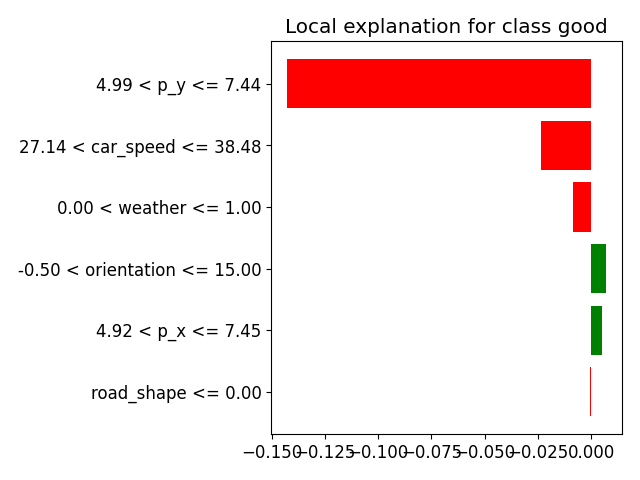 Local explanation for class good
4.99 < p_y <= 7.44
27.14 < car_speed <= 38.48
0.00 < weather <= 1.00
-0.50 < orientation <= 15.00
4.92 < p_x <= 7.45
road_shape <= 0.00
−0.150 −0.125 −0.100 −0.075 −0.050 −0.025 0.000